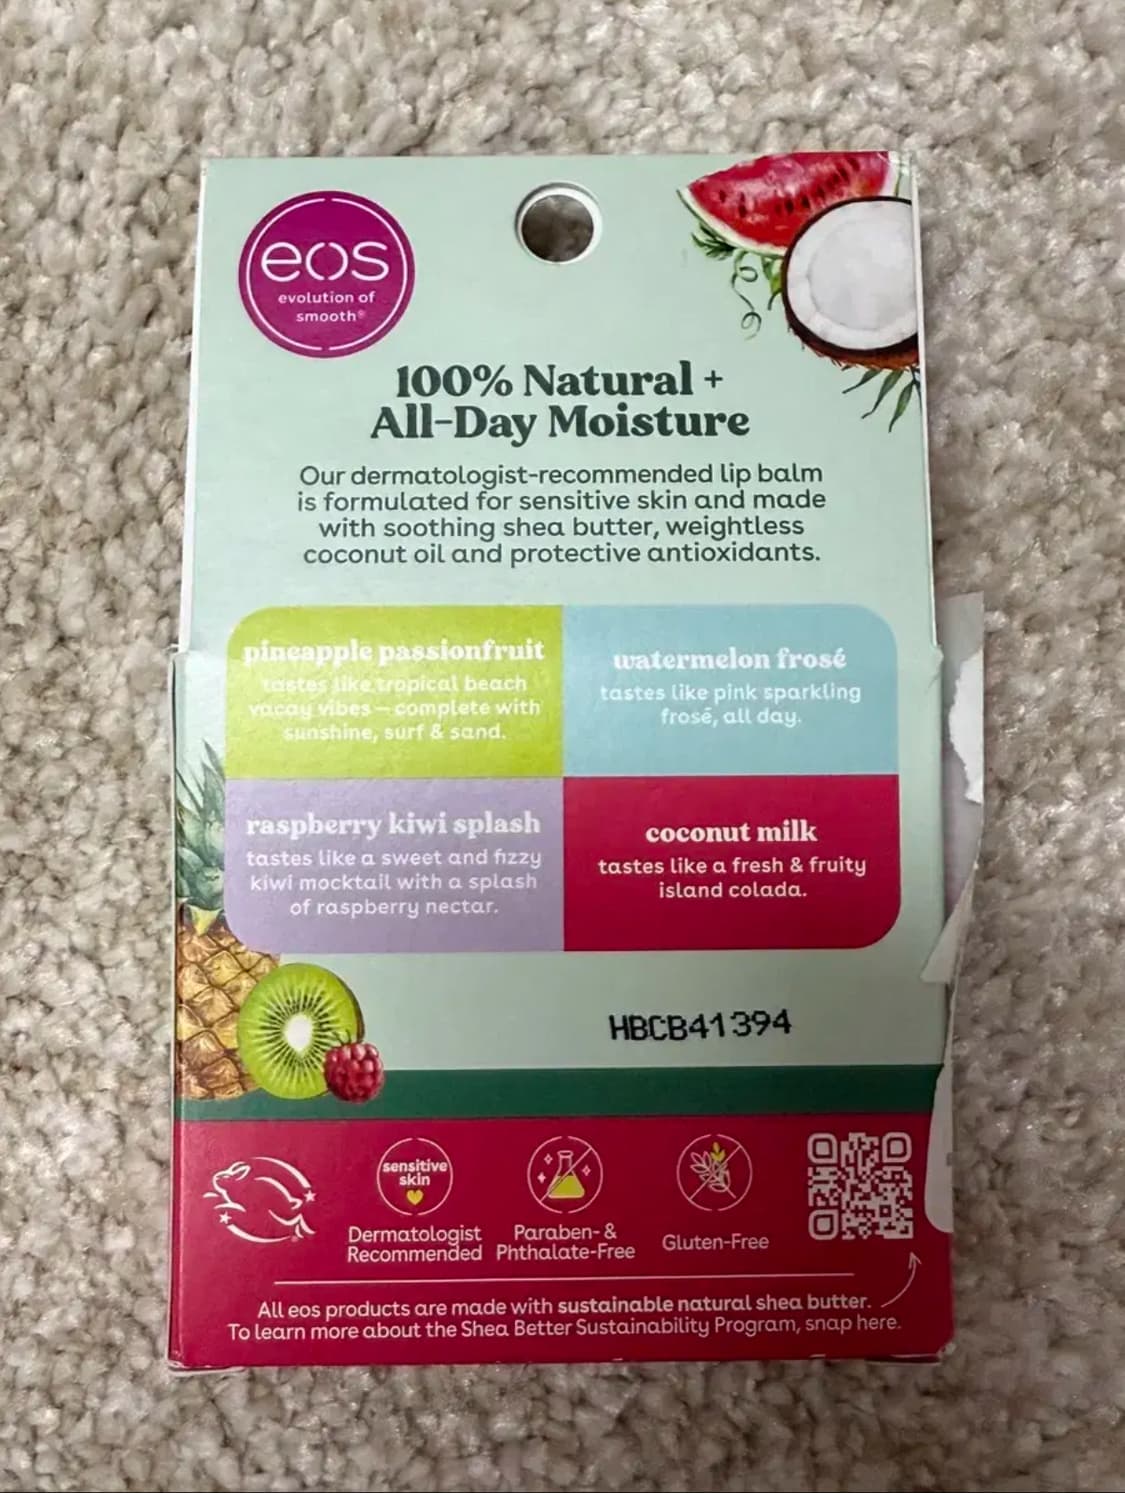 eos
evolution of
smooth®
100% Natural +
All-Day Moisture
Our dermatologist-recommended lip balm
is formulated for sensitive skin and made
with soothing shea butter, weightless
coconut oil and protective antioxidants.
pineapple passionfruit
tastes like tropical beach
vacay vibes – complete with
sunshine, surf & sand.
watermelon frosé
tastes like pink sparkling
frosé, all day.
raspberry kiwi splash
tastes like a sweet and fizzy
kiwi mocktail with a splash
of raspberry nectar.
coconut milk
tastes like a fresh & fruity
island colada.
HBCB41394
sensitive
skin
Dermatologist
Recommended
Paraben- &
Phthalate-Free
Gluten-Free
All eos products are made with sustainable natural shea butter.
To learn more about the Shea Better Sustainability Program, snap here.